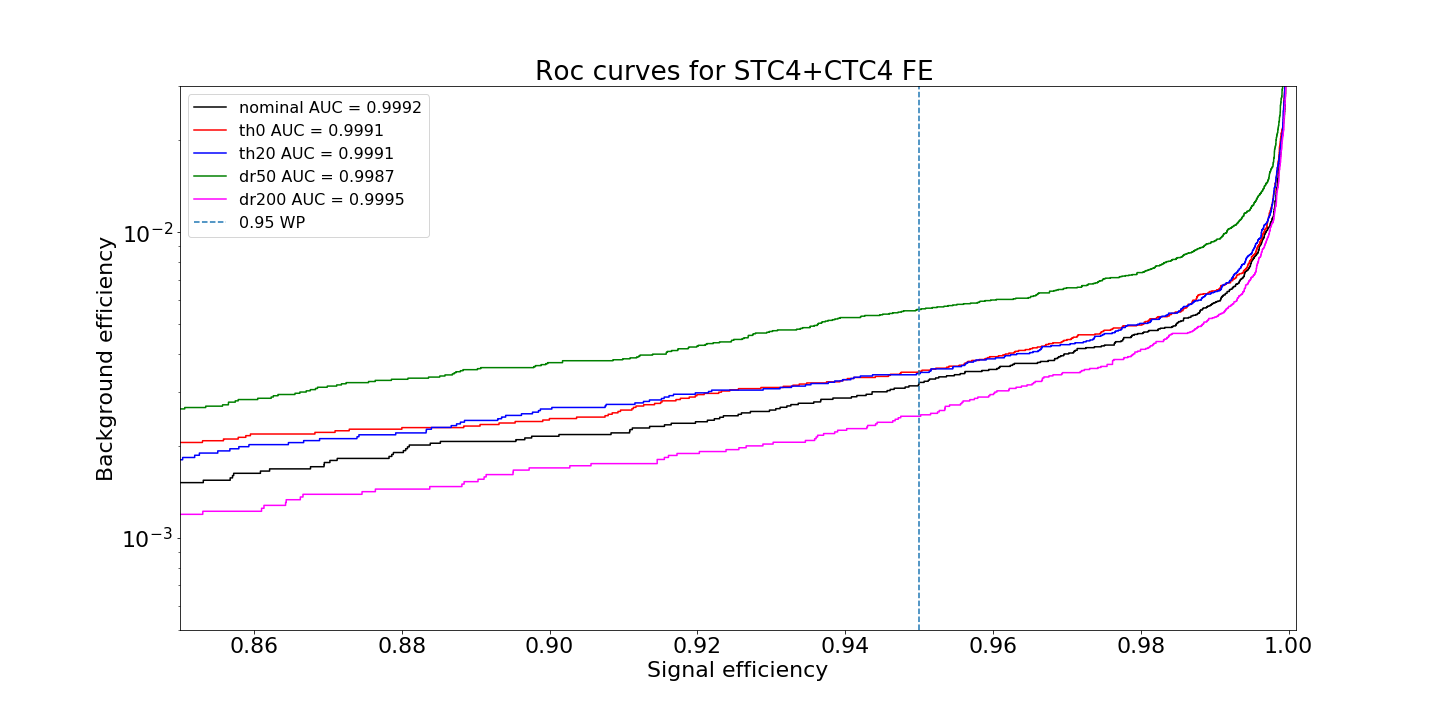 Roc curves for STC4+CTC4 FE
nominal AUC = 0.9992
th0 AUC = 0.9991
th20 AUC = 0.9991
dr50 AUC = 0.9987
dr200 AUC = 0.9995
0.95 WP
Background efficiency
10⁻²
10⁻³
0.86 0.88 0.90 0.92 0.94 0.96 0.98 1.00
Signal efficiency